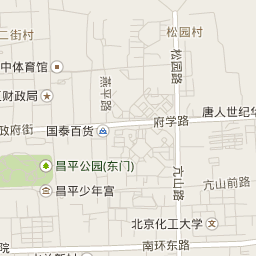 二街村
松园村
中体育馆
燕平路
松园路
区财政局
唐人世纪华
府学路
政府街
国泰百货
昌平公园(东门)
亢山路
昌平少年宫
亢山前路
北京化工大学
南环东路
院